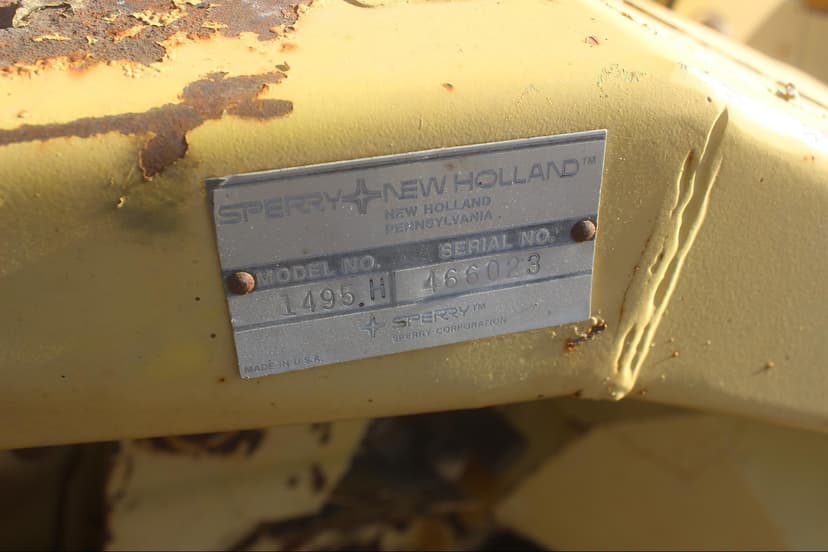 SPERRY NEW HOLLAND™
NEW HOLLAND
PENNSYLVANIA
MODEL NO. SERIAL NO.
1495.H 466023
SPERRY™
SPERRY CORPORATION
MADE IN U.S.A.